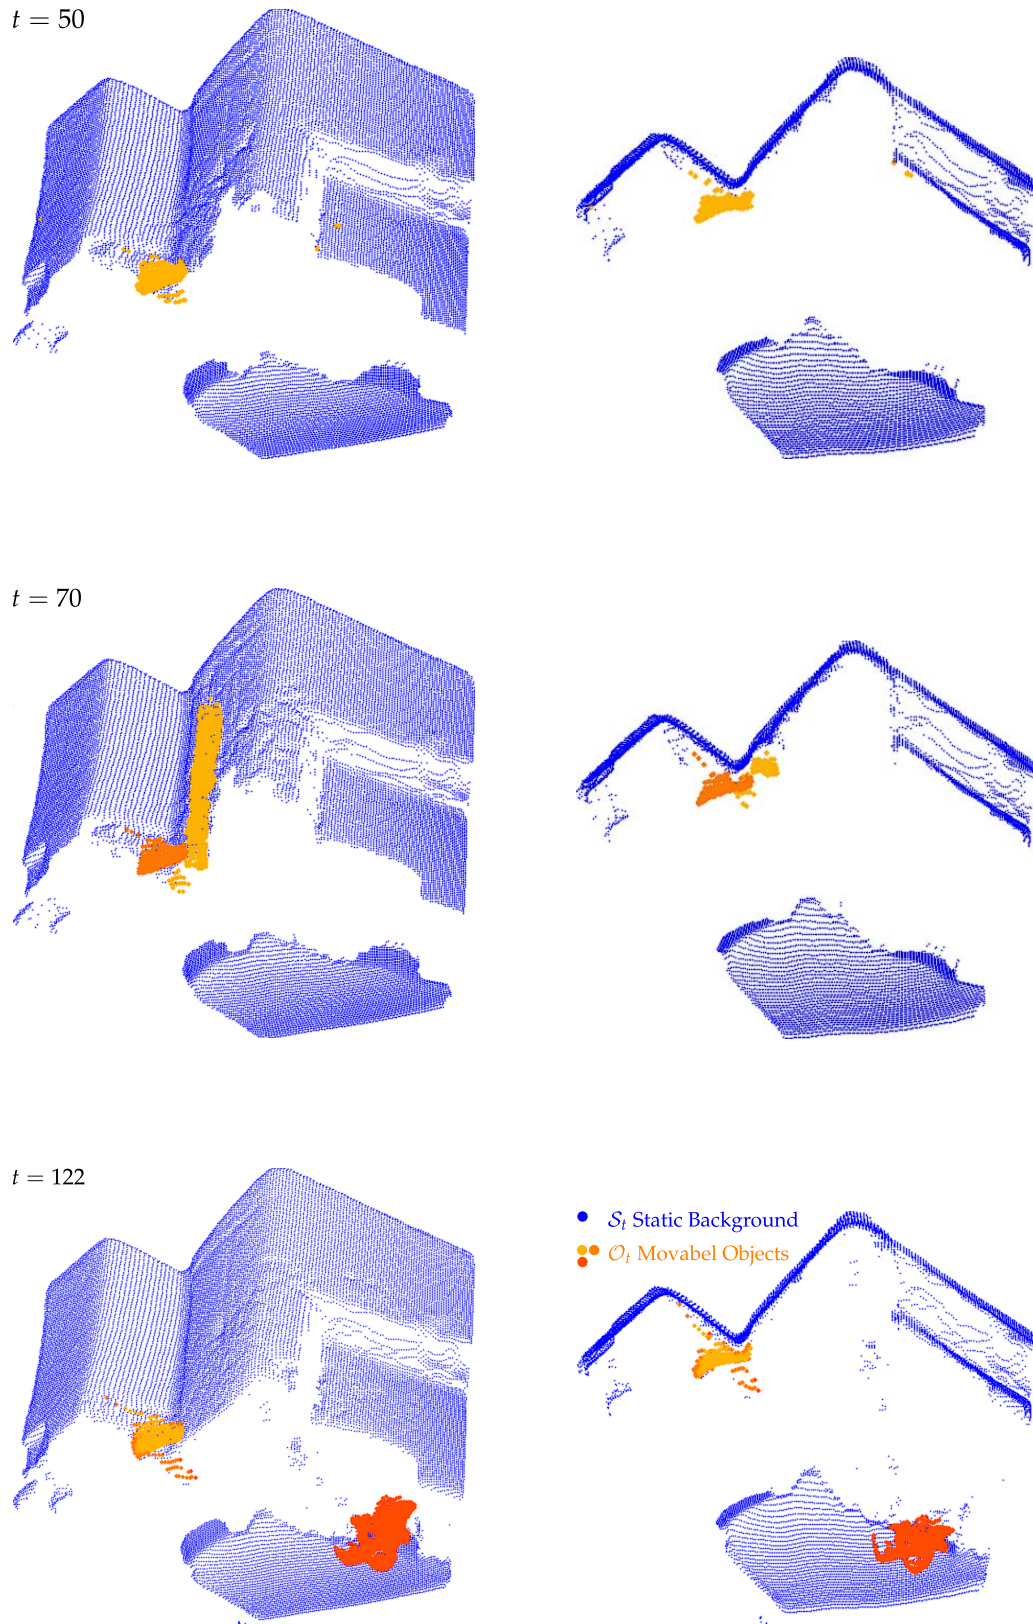 t = 50
t = 70
t = 122
𝒮ₜ Static Background
𝒪ₜ Movabel Objects